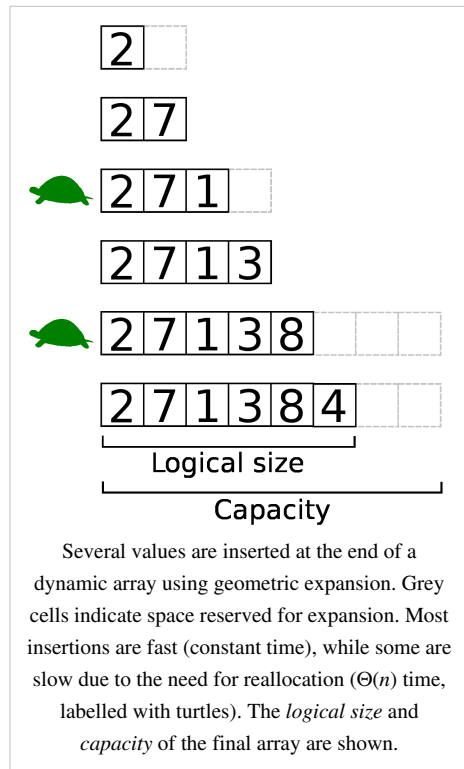 2
2 7
2 7 1
2 7 1 3
2 7 1 3 8
2 7 1 3 8 4
Logical size
Capacity
Several values are inserted at the end of a
dynamic array using geometric expansion. Grey
cells indicate space reserved for expansion. Most
insertions are fast (constant time), while some are
slow due to the need for reallocation (Θ(n) time,
labelled with turtles). The logical size and
capacity of the final array are shown.